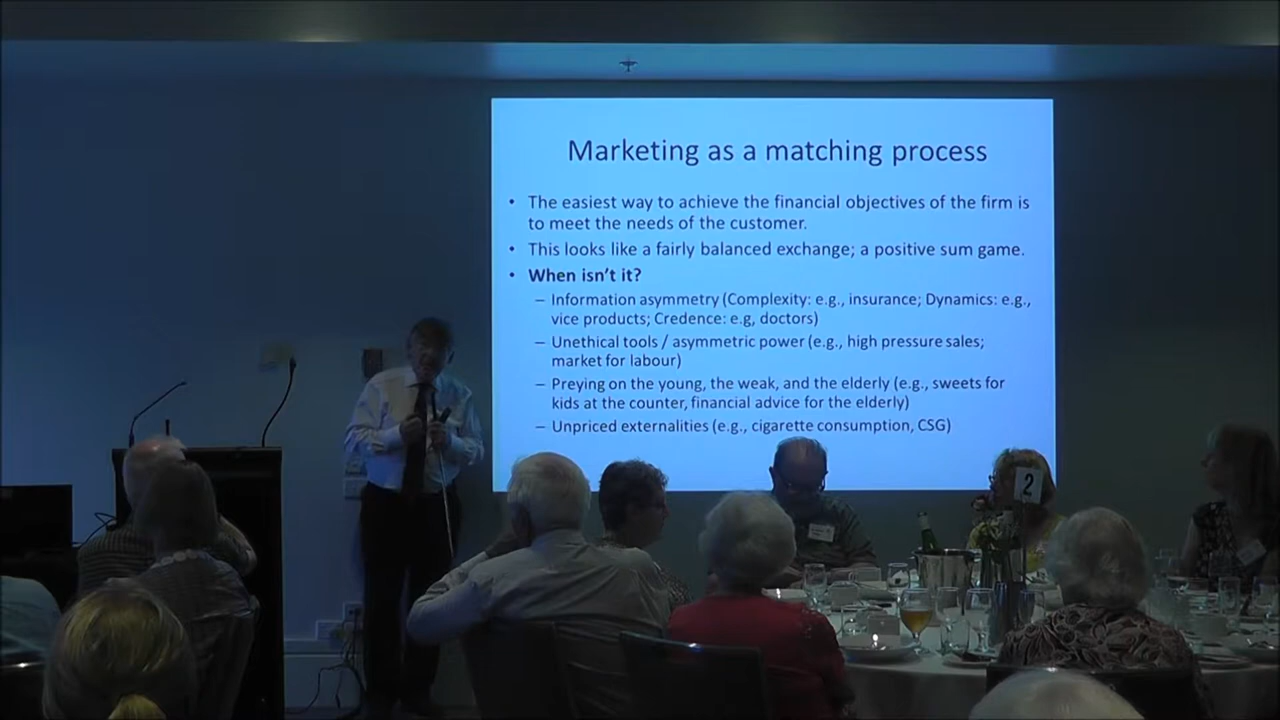 Marketing as a matching process
• The easiest way to achieve the financial objectives of the firm is
to meet the needs of the customer.
• This looks like a fairly balanced exchange; a positive sum game.
• When isn't it?
– Information asymmetry (Complexity: e.g., insurance; Dynamics: e.g.,
vice products; Credence: e.g, doctors)
– Unethical tools / asymmetric power (e.g., high pressure sales;
market for labour)
– Preying on the young, the weak, and the elderly (e.g., sweets for
kids at the counter, financial advice for the elderly)
– Unpriced externalities (e.g., cigarette consumption, CSG)
2